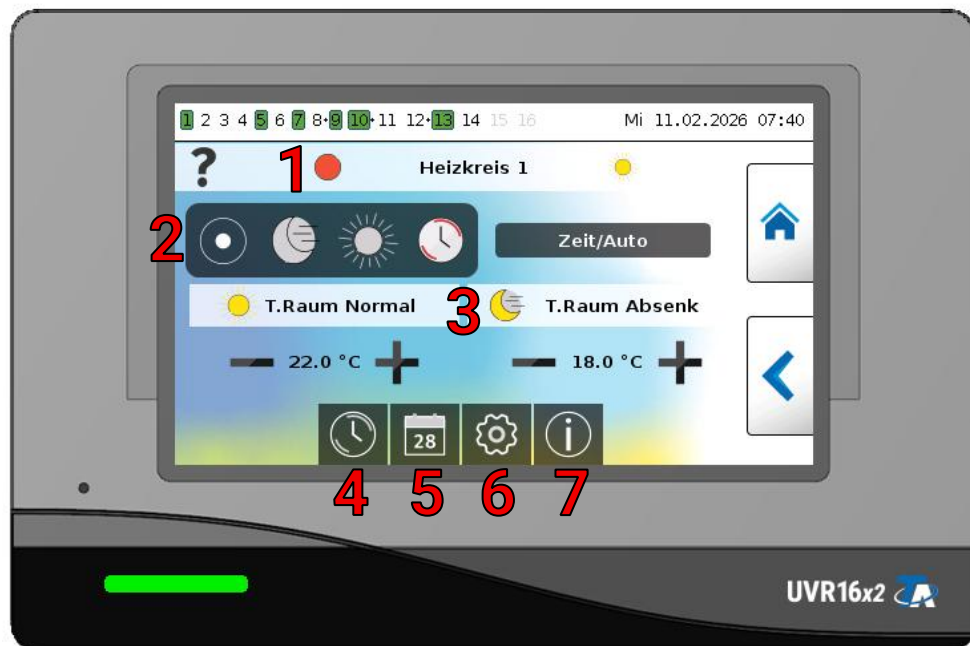 1 2 3 4 5 6 7 8 9 10 11 12 13 14 15 16 Mi 11.02.2026 07:40
? 1 Heizkreis 1
2 Zeit/Auto
T.Raum Normal 3 T.Raum Absenk
22.0 °C 18.0 °C
28 i
4 5 6 7
UVR16x2 TA